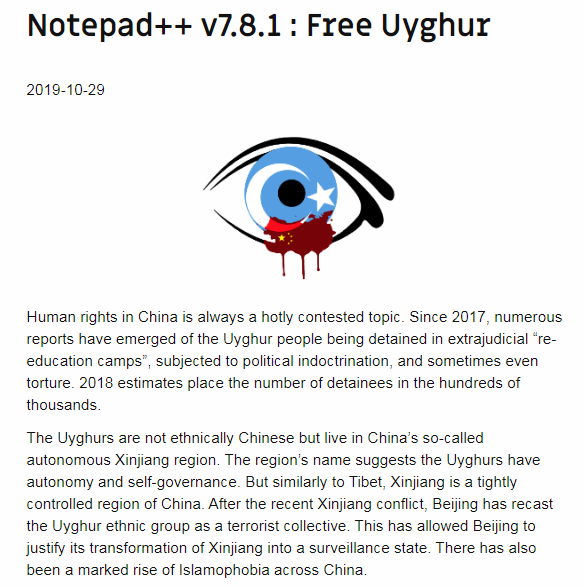 Notepad++ v7.8.1 : Free Uyghur
2019-10-29
Human rights in China is always a hotly contested topic. Since 2017, numerous
reports have emerged of the Uyghur people being detained in extrajudicial “re-
education camps”, subjected to political indoctrination, and sometimes even
torture. 2018 estimates place the number of detainees in the hundreds of
thousands.
The Uyghurs are not ethnically Chinese but live in China’s so-called
autonomous Xinjiang region. The region’s name suggests the Uyghurs have
autonomy and self-governance. But similarly to Tibet, Xinjiang is a tightly
controlled region of China. After the recent Xinjiang conflict, Beijing has recast
the Uyghur ethnic group as a terrorist collective. This has allowed Beijing to
justify its transformation of Xinjiang into a surveillance state. There has also
been a marked rise of Islamophobia across China.